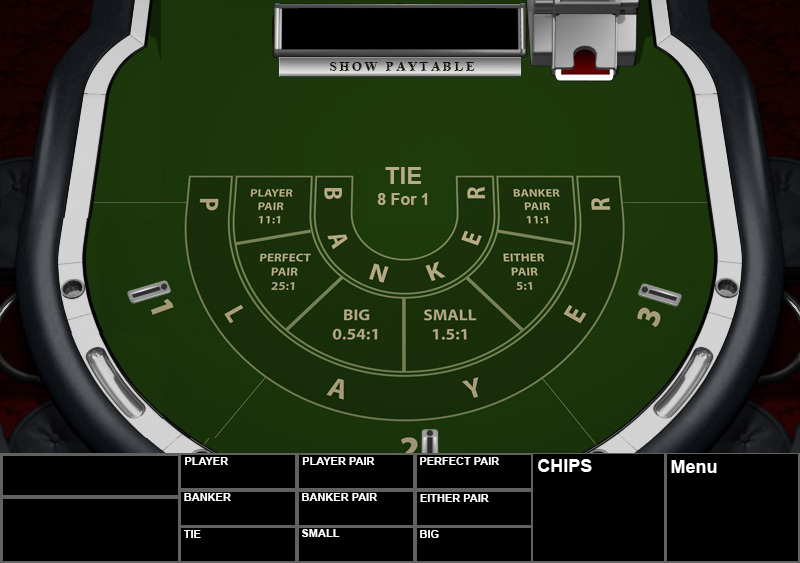 SHOW PAYTABLE
TIE
8 For 1
PLAYER
PAIR
11:1
BANKER
PAIR
11:1
PERFECT
PAIR
25:1
EITHER
PAIR
5:1
BIG
0.54:1
SMALL
1.5:1
BANKER
PLAYER
1
2
3
PLAYER
PLAYER PAIR
PERFECT PAIR
CHIPS
Menu
BANKER
BANKER PAIR
EITHER PAIR
TIE
SMALL
BIG